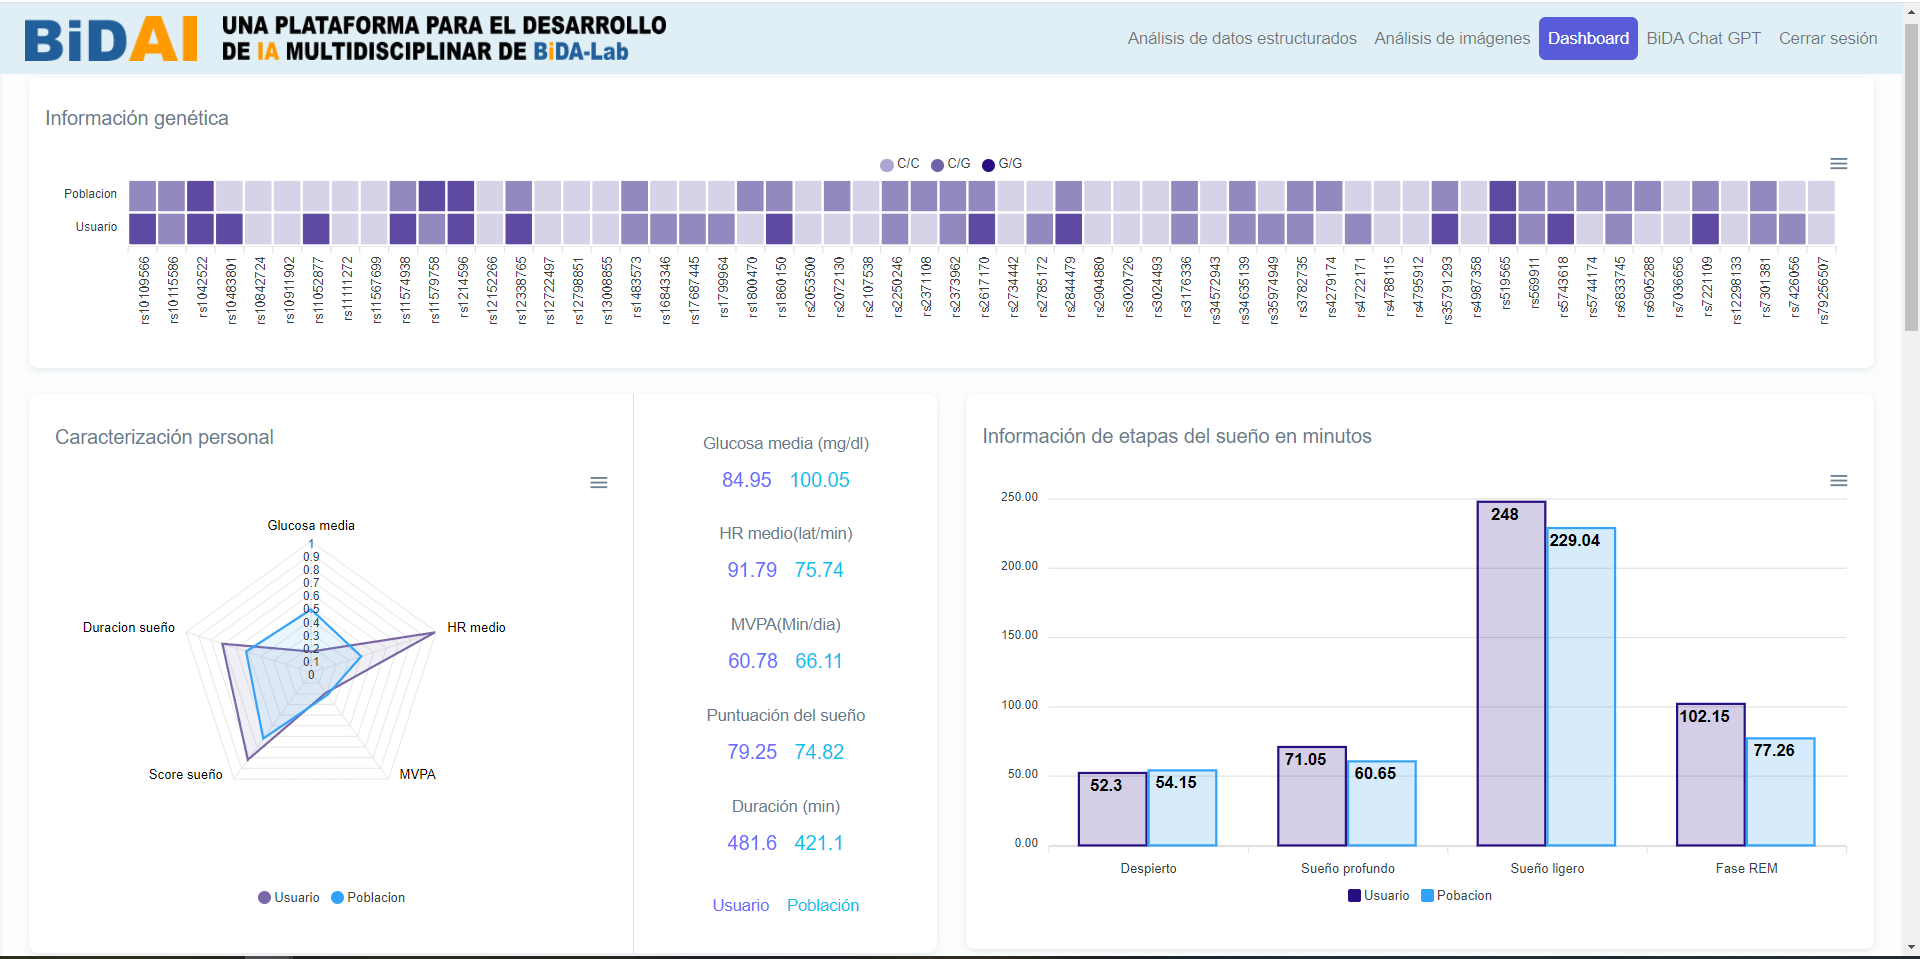 BiDAI
UNA PLATAFORMA PARA EL DESARROLLO
DE IA MULTIDISCIPLINAR DE BiDA-Lab
Análisis de datos estructurados
Análisis de imágenes
Dashboard
BiDA Chat GPT
Cerrar sesión
Información genética
C/C
C/G
G/G
Poblacion
Usuario
rs10109566
rs10115586
rs1042522
rs10483801
rs10842724
rs10911902
rs11052877
rs11111272
rs11567699
rs11574938
rs11579758
rs1214596
rs12152266
rs12338765
rs12722497
rs12798851
rs13008855
rs1483573
rs16843346
rs17687445
rs1799964
rs1800470
rs1860150
rs2053500
rs2072130
rs2107538
rs2250246
rs2371108
rs2373962
rs2617170
rs2734442
rs2785172
rs2844479
rs2904880
rs3020726
rs3024493
rs3176336
rs34572943
rs34635139
rs35974949
rs3782735
rs4279174
rs4722171
rs4788115
rs4795912
rs35791293
rs4987358
rs519565
rs569911
rs5743618
rs5744174
rs6833745
rs6905288
rs7036656
rs7221109
rs12298133
rs7301381
rs7426056
rs79256507
Caracterización personal
Glucosa media
1
0.9
0.8
0.7
0.6
0.5
0.4
0.3
0.2
0.1
0
Duracion sueño
HR medio
Score sueño
MVPA
Usuario
Poblacion
Glucosa media (mg/dl)
84.95 100.05
HR medio(lat/min)
91.79 75.74
MVPA(Min/dia)
60.78 66.11
Puntuación del sueño
79.25 74.82
Duración (min)
481.6 421.1
Usuario Población
Información de etapas del sueño en minutos
250.00
200.00
150.00
100.00
50.00
0.00
52.3
54.15
71.05
60.65
248
229.04
102.15
77.26
Despierto
Sueño profundo
Sueño ligero
Fase REM
Usuario
Pobacion